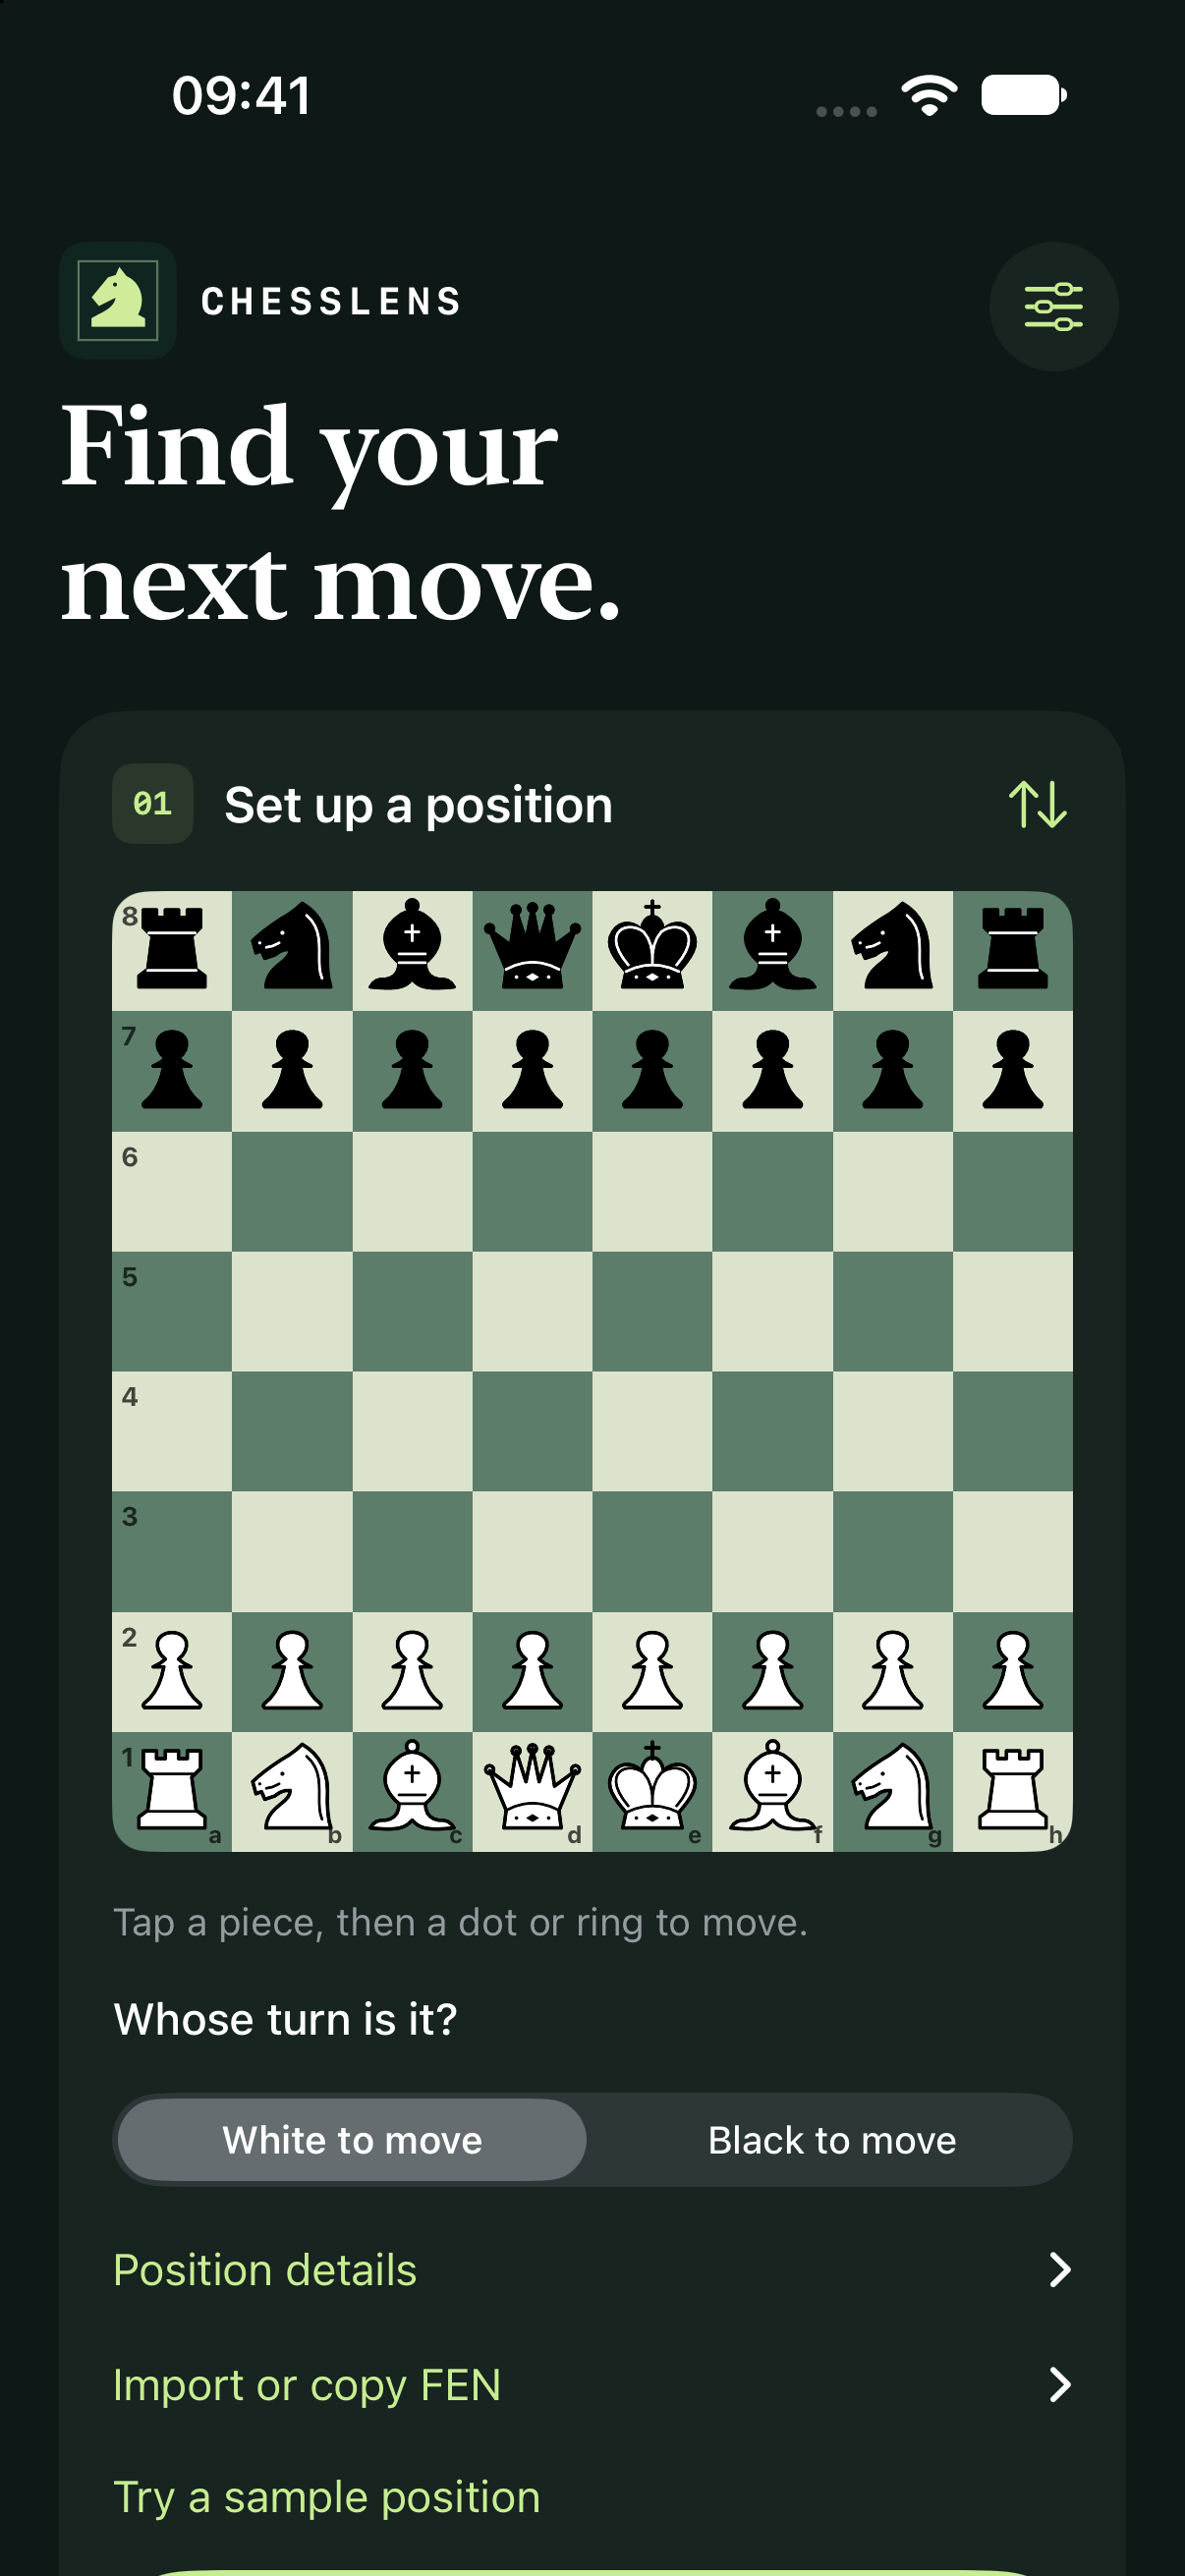 09:41
CHESSLENS
Find your
next move.
01 Set up a position
8
7
6
5
4
3
2
1
a b c d e f g h
Tap a piece, then a dot or ring to move.
Whose turn is it?
White to move Black to move
Position details
Import or copy FEN
Try a sample position